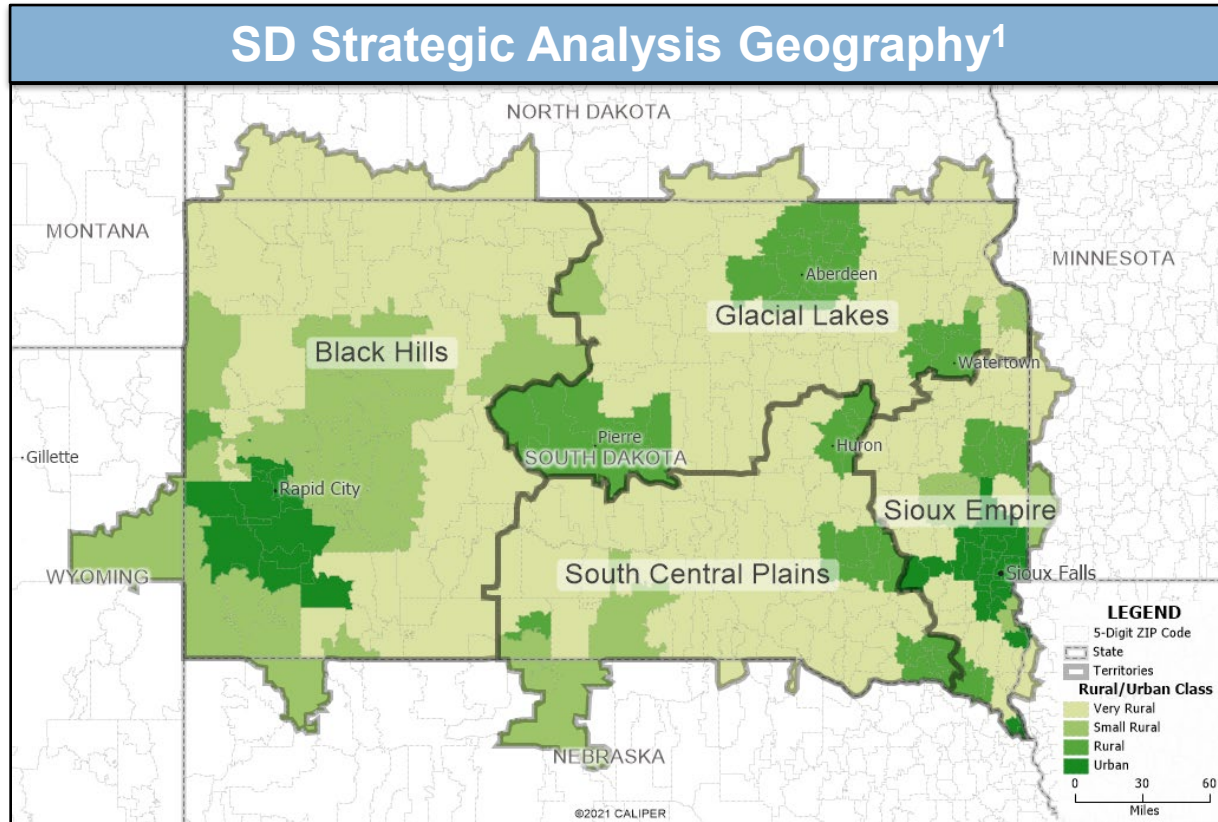 SD Strategic Analysis Geography1
NORTH DAKOTA
MONTANA
MINNESOTA
Aberdeen
Glacial Lakes
Black Hills
Watertown
Pierre
Huron
SOUTH DAKOTA
Gillette
Rapid City
Sioux Empire
South Central Plains
Sioux Falls
WYOMING
NEBRASKA
LEGEND
5-Digit ZIP Code
State
Territories
Rural/Urban Class
Very Rural
Small Rural
Rural
Urban
0 30 60
Miles
©2021 CALIPER